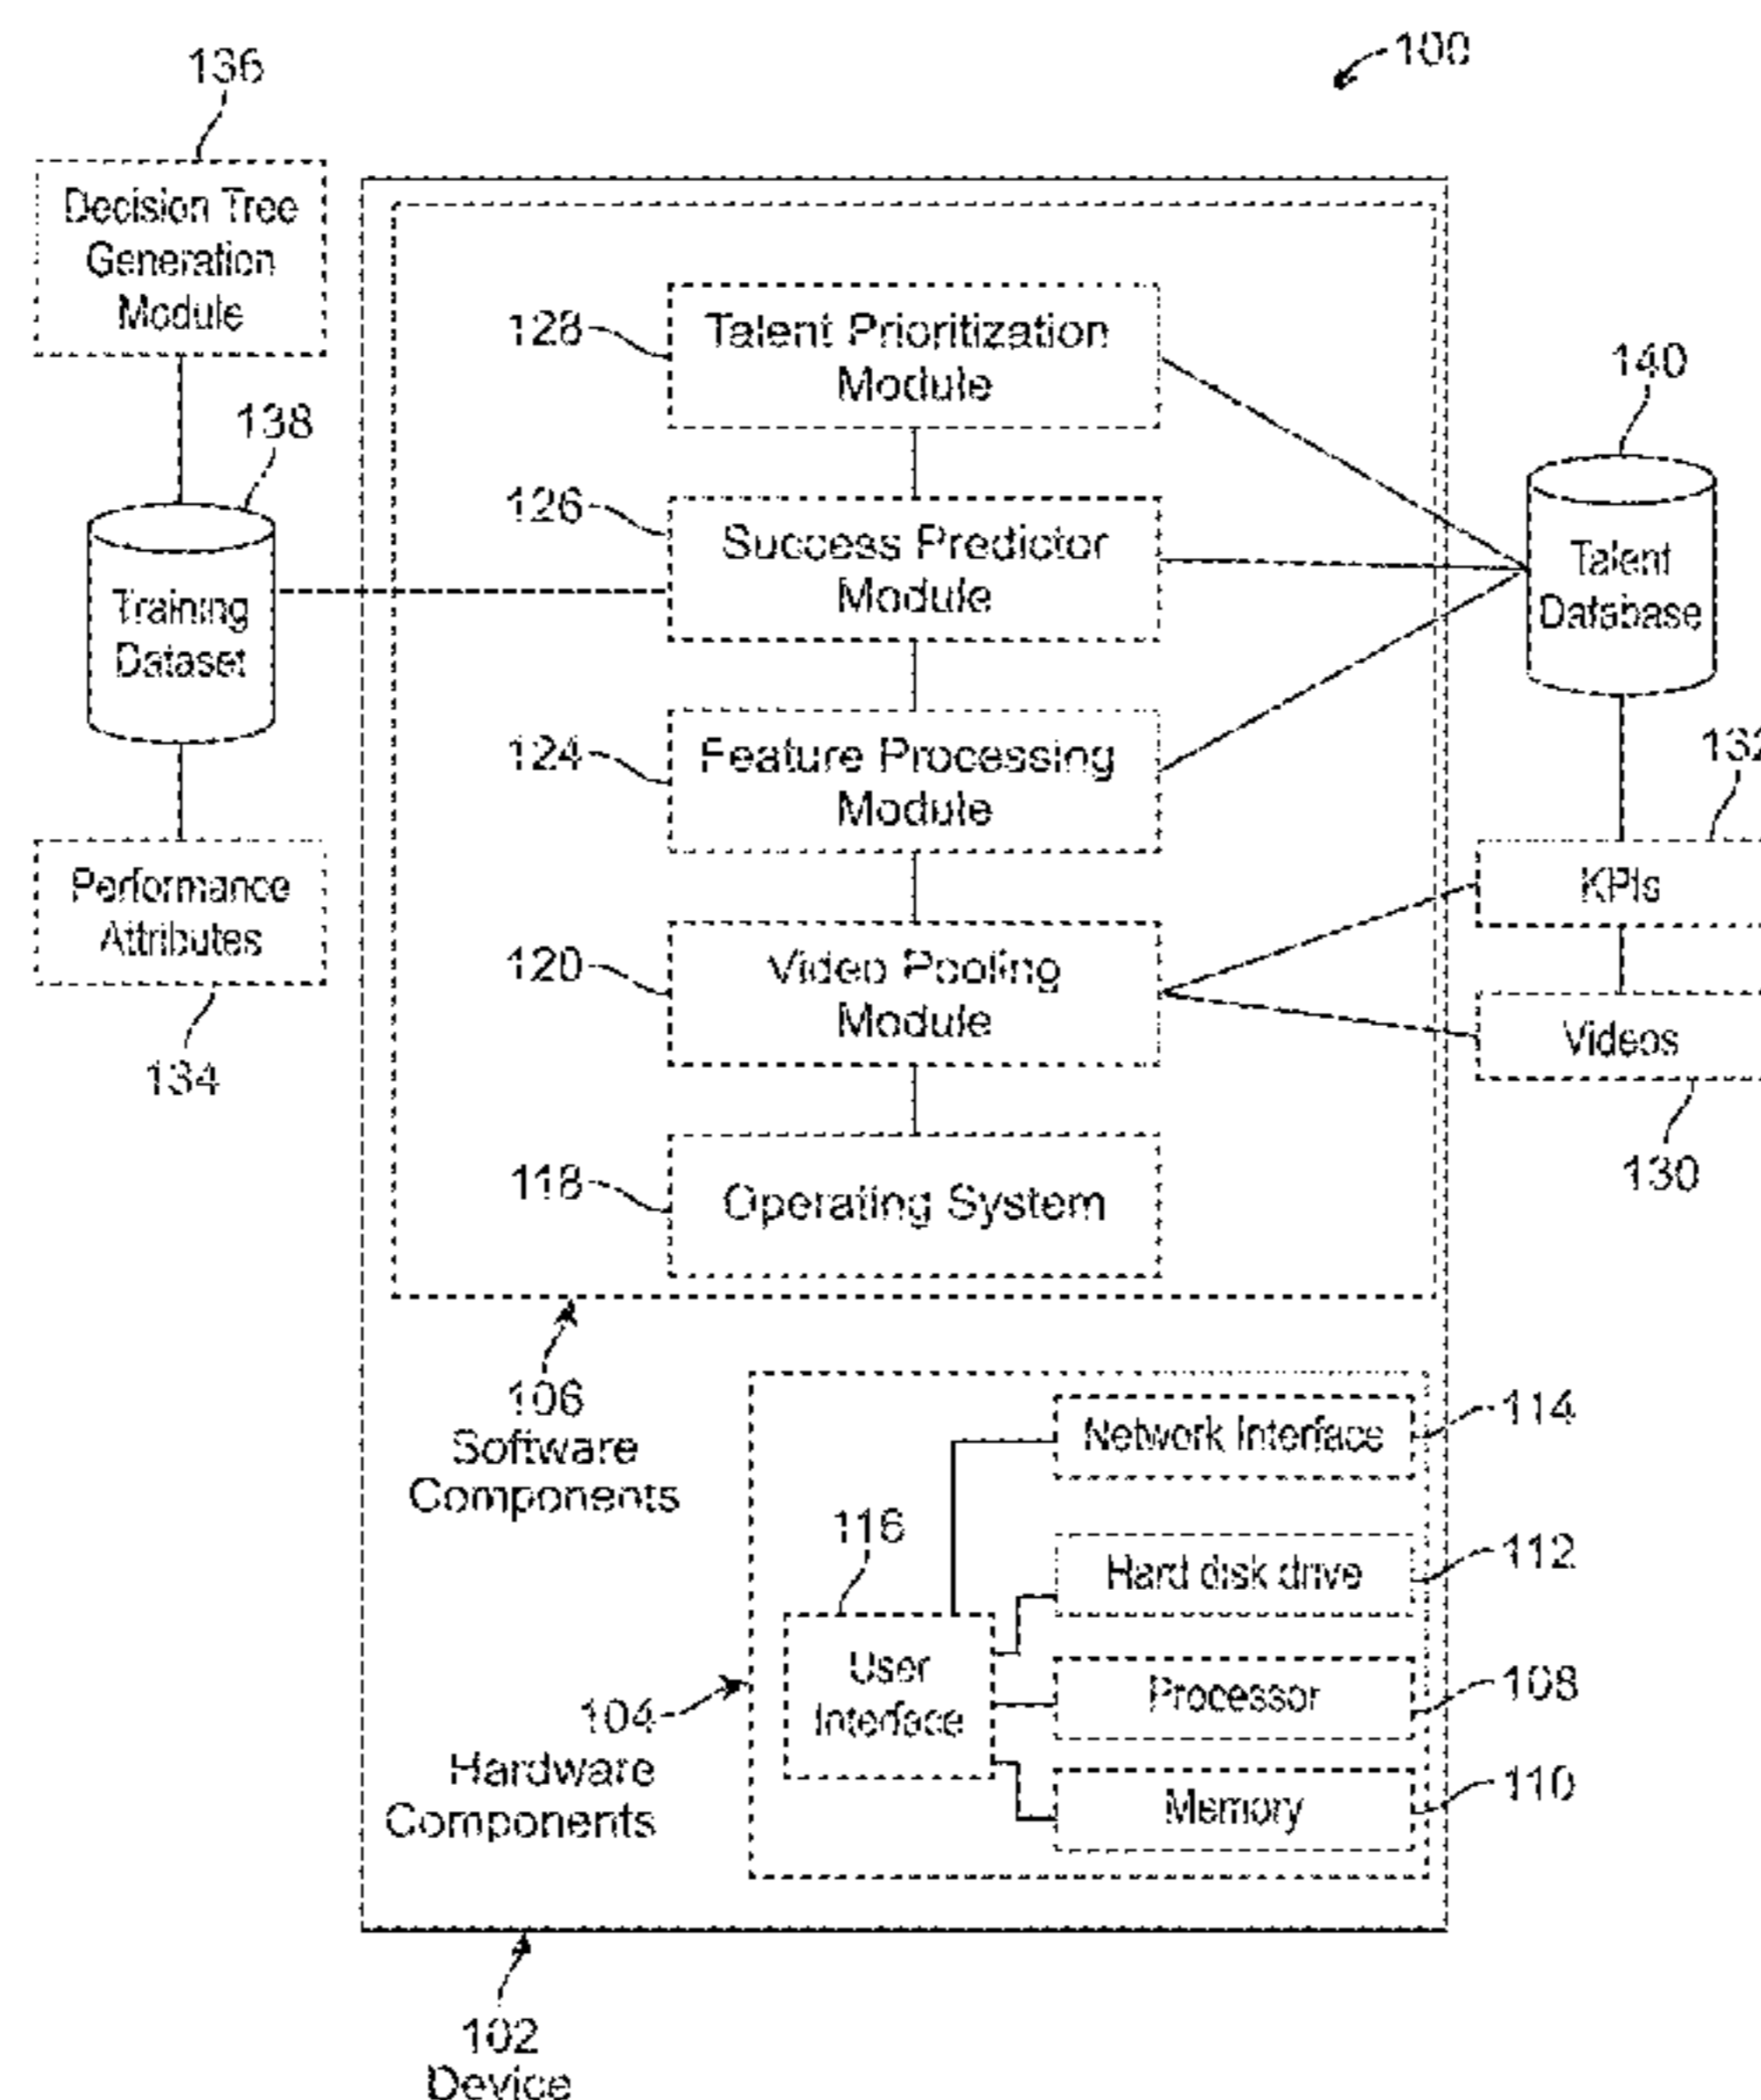 100
136
Decision Tree
Generation
Module
128
Talent Prioritization
Module
140
138
126
Success Predictor
Module
Talent
Database
Training
Dataset
124
Feature Processing
Module
132
KPIs
Performance
Attributes
134
120
Video Pooling
Module
Videos
130
118
Operating System
106
Software
Components
Network Interface
114
116
Hard disk drive
112
User
Interface
104
Hardware
Components
Processor
108
Memory
110
102
Device